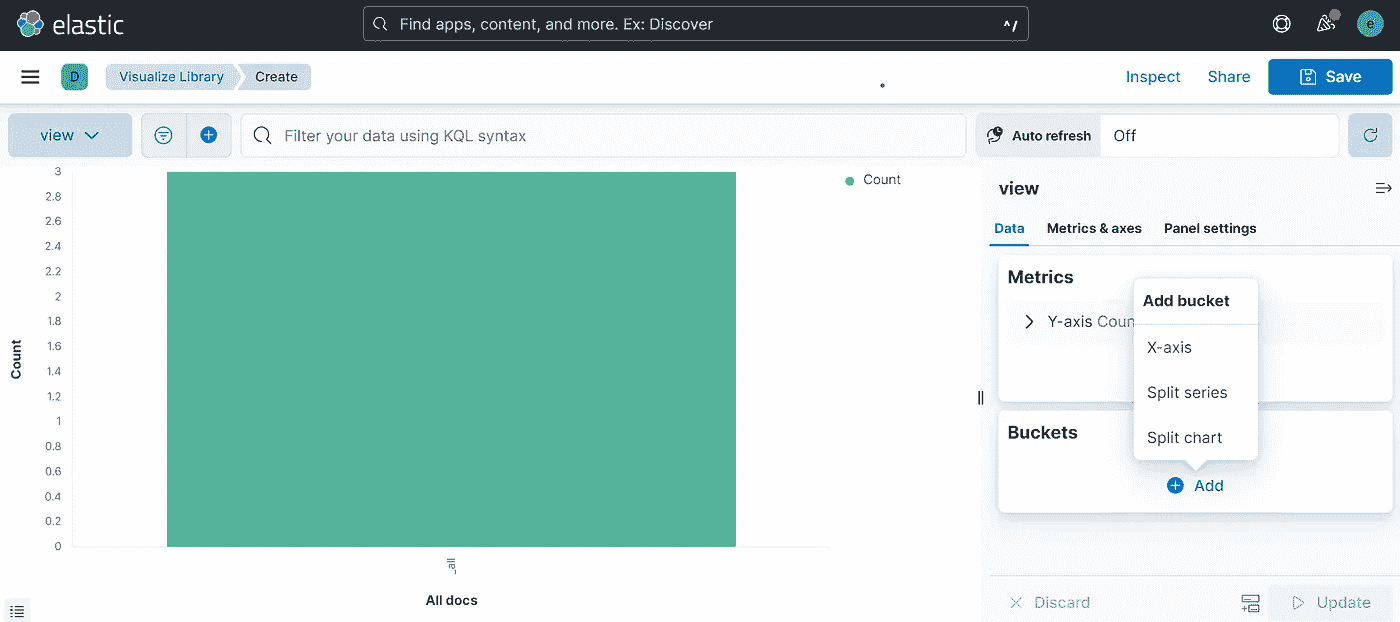 elastic
Find apps, content, and more. Ex: Discover
^/
e
D
Visualize Library
Create
Inspect
Share
Save
view
Filter your data using KQL syntax
Auto refresh
Off
3
2.8
2.6
2.4
2.2
2
1.8
1.6
1.4
1.2
1
0.8
0.6
0.4
0.2
0
Count
_all
All docs
Count
view
Data
Metrics & axes
Panel settings
Metrics
Y-axis Coun
Add bucket
X-axis
Split series
Split chart
Buckets
Add
Discard
Update